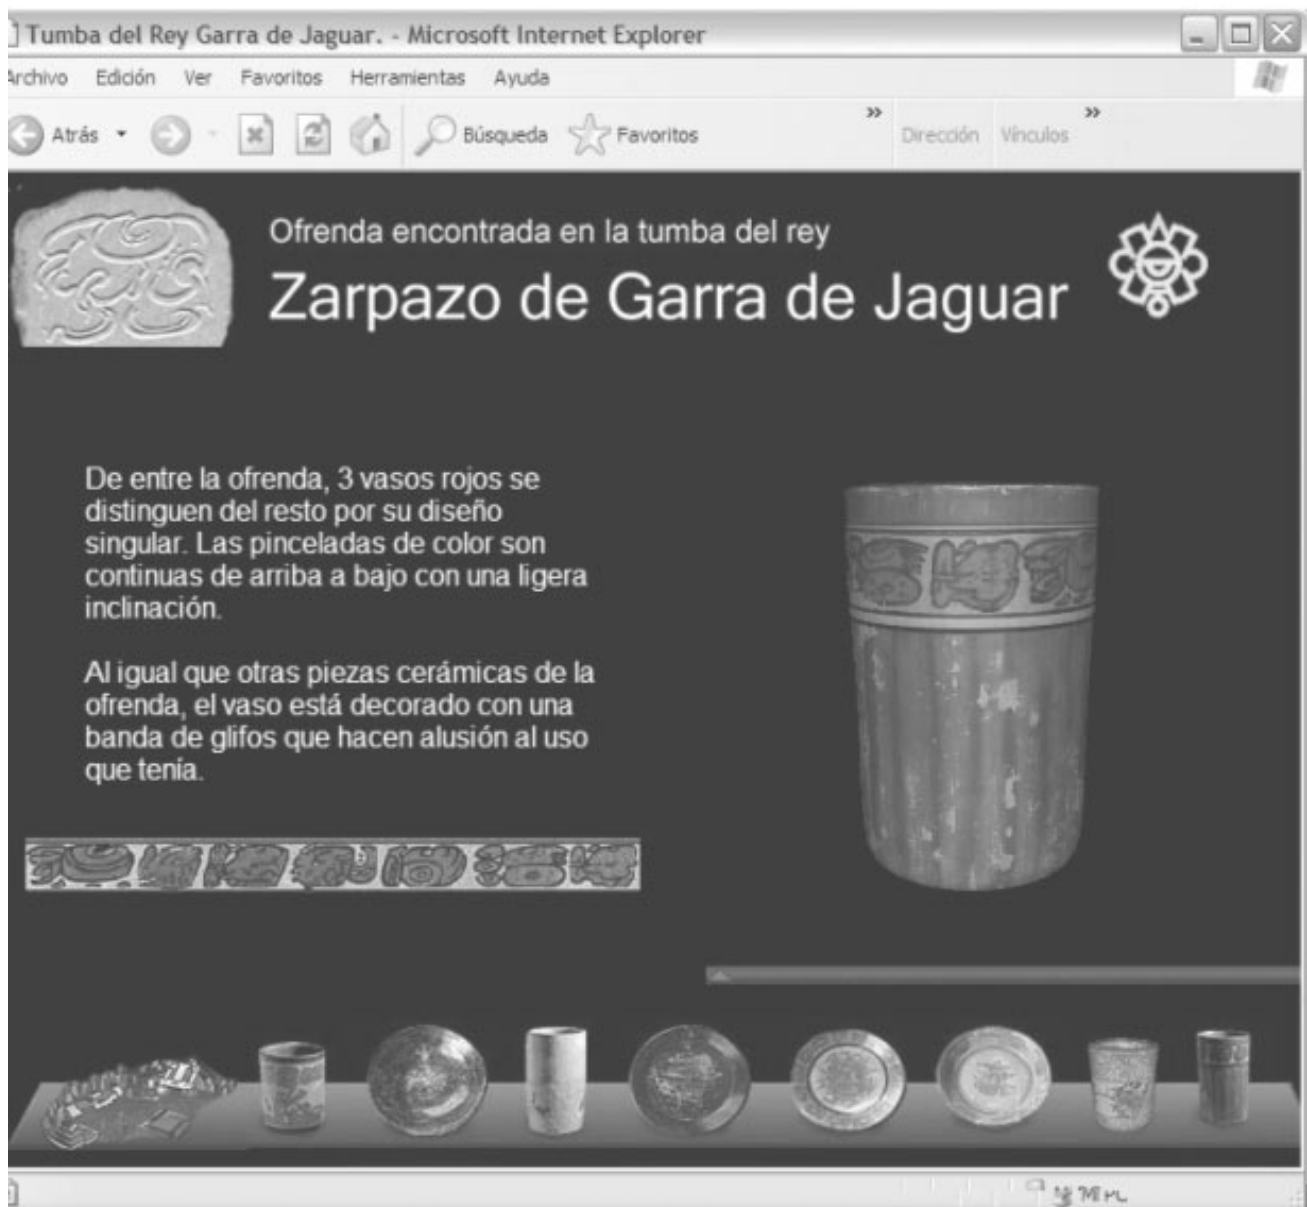 Tumba del Rey Garra de Jaguar. - Microsoft Internet Explorer
Archivo Edición Ver Favoritos Herramientas Ayuda
Atrás Búsqueda Favoritos » Dirección Vínculos »
Ofrenda encontrada en la tumba del rey
Zarpazo de Garra de Jaguar
De entre la ofrenda, 3 vasos rojos se
distinguen del resto por su diseño
singular. Las pinceladas de color son
continuas de arriba a bajo con una ligera
inclinación.
Al igual que otras piezas cerámicas de la
ofrenda, el vaso está decorado con una
banda de glifos que hacen alusión al uso
que tenía.